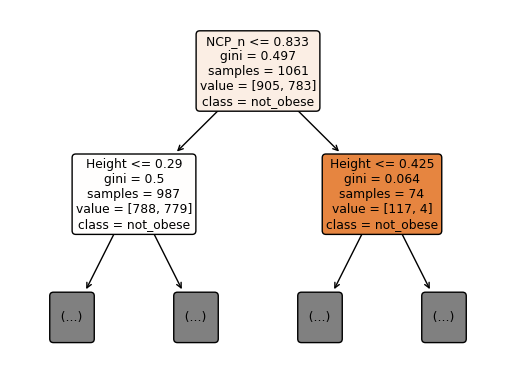 NCP_n <= 0.833
gini = 0.497
samples = 1061
value = [905, 783]
class = not_obese
Height <= 0.29
gini = 0.5
samples = 987
value = [788, 779]
class = not_obese
Height <= 0.425
gini = 0.064
samples = 74
value = [117, 4]
class = not_obese
(...)
(...)
(...)
(...)